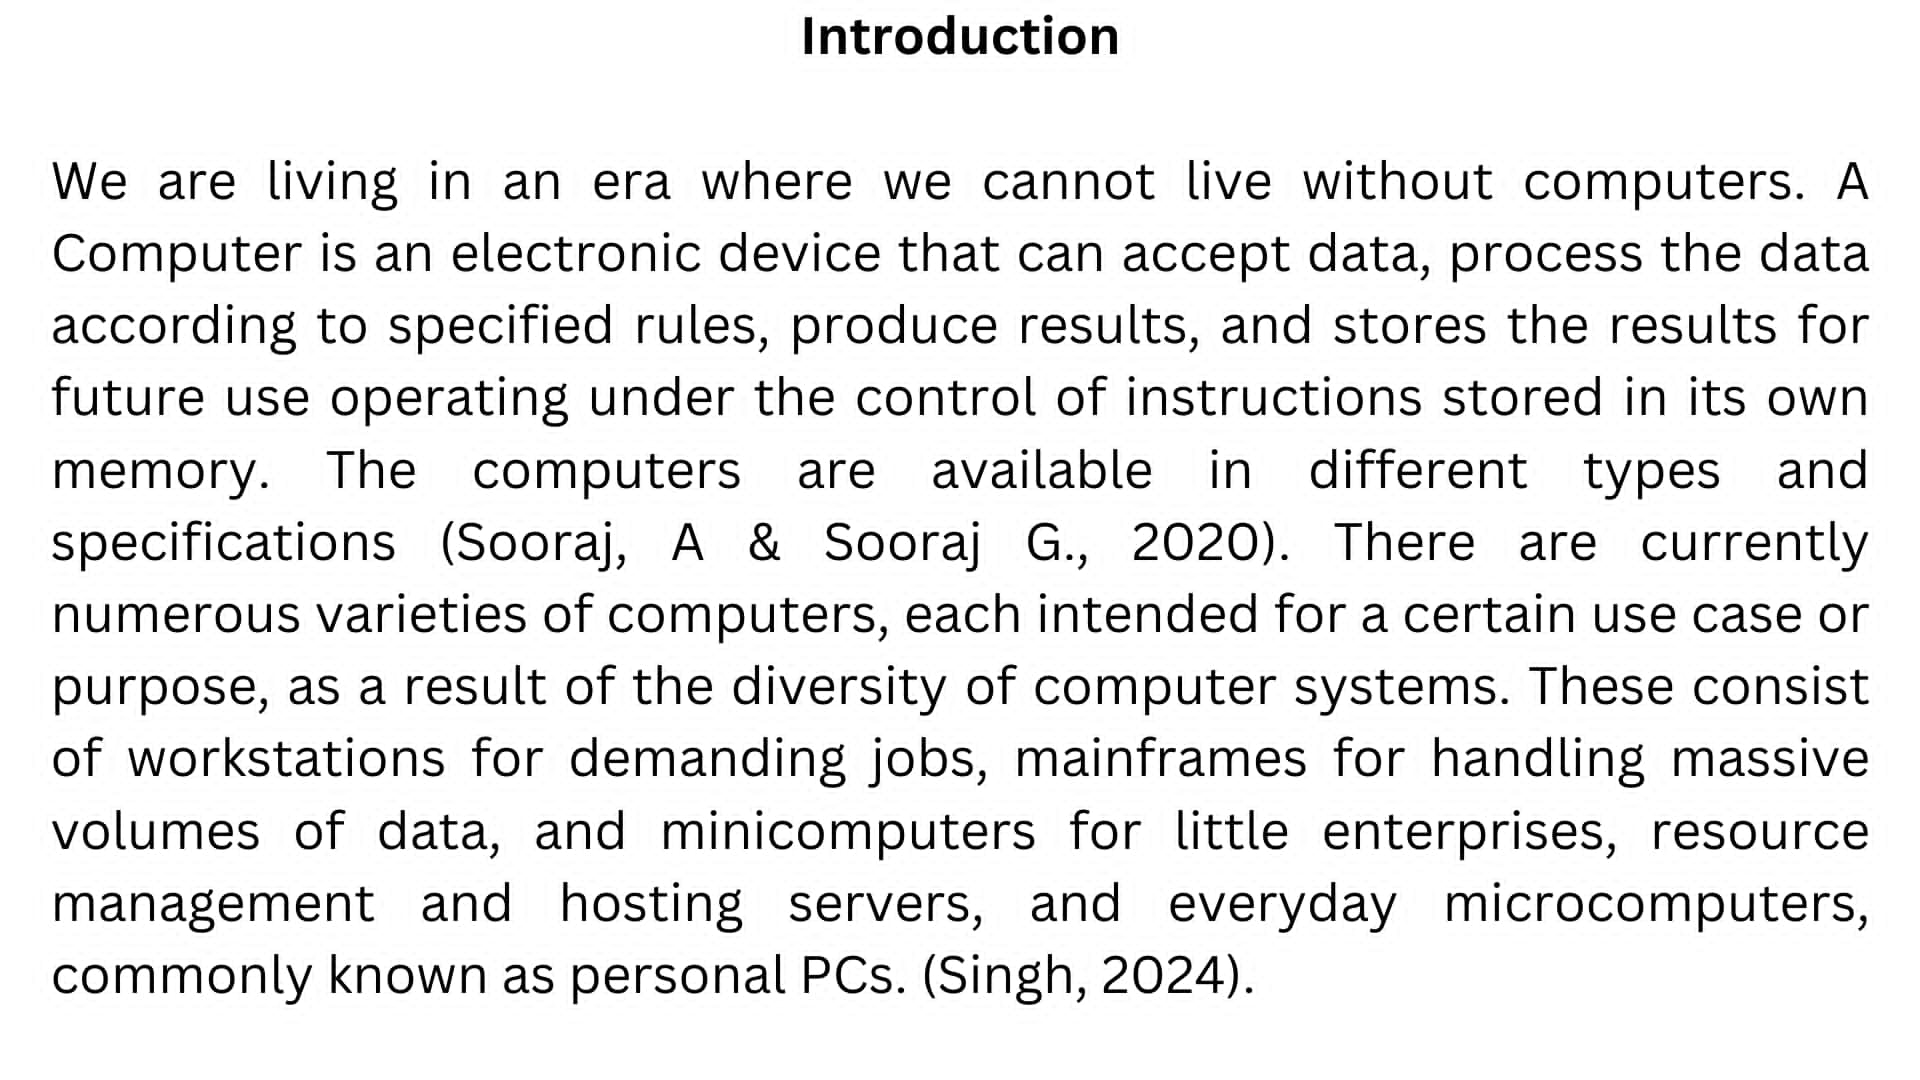 Introduction
We are living in an era where we cannot live without computers. A
Computer is an electronic device that can accept data, process the data
according to specified rules, produce results, and stores the results for
future use operating under the control of instructions stored in its own
memory. The computers are available in different types and
specifications (Sooraj, A & Sooraj G., 2020). There are currently
numerous varieties of computers, each intended for a certain use case or
purpose, as a result of the diversity of computer systems. These consist
of workstations for demanding jobs, mainframes for handling massive
volumes of data, and minicomputers for little enterprises, resource
management and hosting servers, and everyday microcomputers,
commonly known as personal PCs. (Singh, 2024).